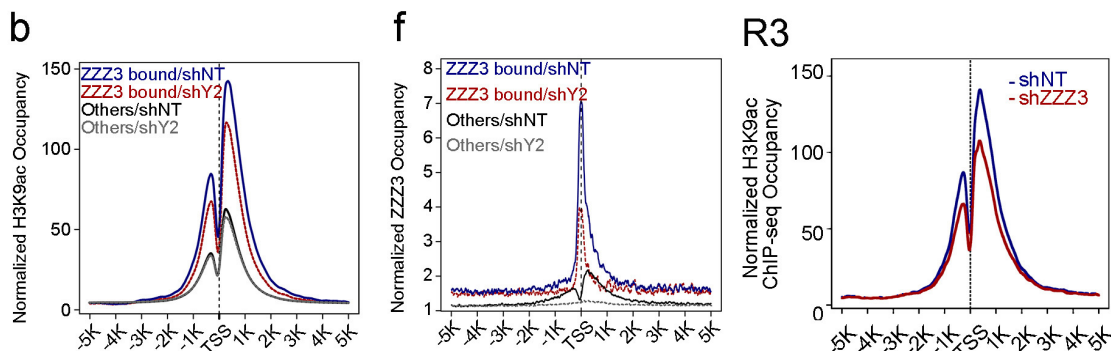 b
Normalized H3K9ac Occupancy
150
100
50
0
ZZZ3 bound/shNT
ZZZ3 bound/shY2
Others/shNT
Others/shY2
-5K -4K -3K -2K -1K TSS 1K 2K 3K 4K 5K
f
Normalized ZZZ3 Occupancy
8
7
6
5
4
3
2
1
ZZZ3 bound/shNT
ZZZ3 bound/shY2
Others/shNT
Others/shY2
-5K -4K -3K -2K -1K TSS 1K 2K 3K 4K 5K
R3
Normalized H3K9ac
ChIP-seq Occupancy
150
100
50
0
shNT
shZZZ3
-5K -4K -3K -2K -1K TSS 1K 2K 3K 4K 5K